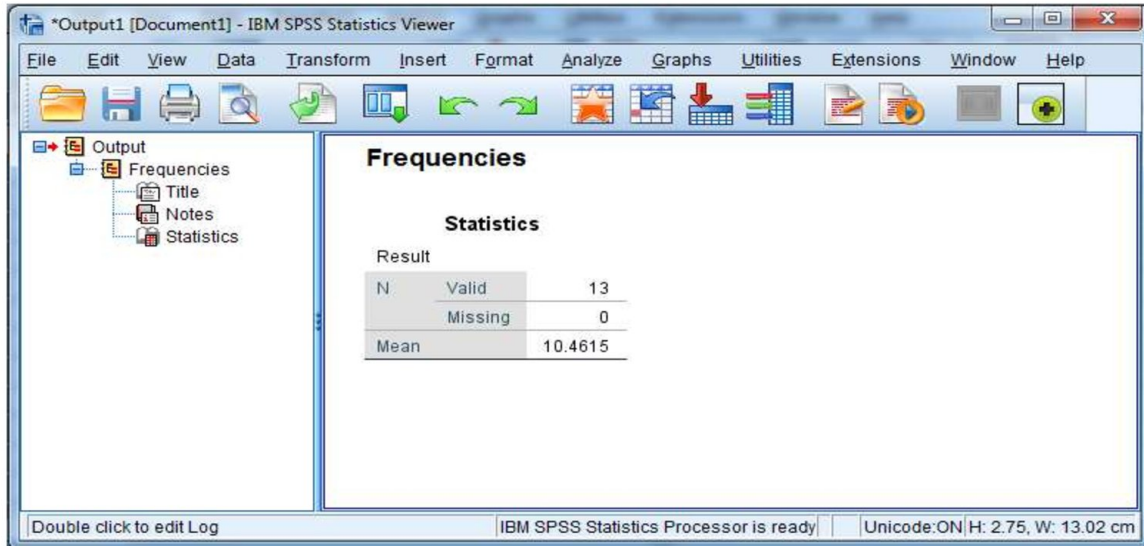 *Output1 [Document1] - IBM SPSS Statistics Viewer
File Edit View Data Transform Insert Format Analyze Graphs Utilities Extensions Window Help
Output
Frequencies
Title
Notes
Statistics
Frequencies
Statistics
Result
N Valid 13
Missing 0
Mean 10.4615
Double click to edit Log IBM SPSS Statistics Processor is ready Unicode:ON H: 2.75, W: 13.02 cm